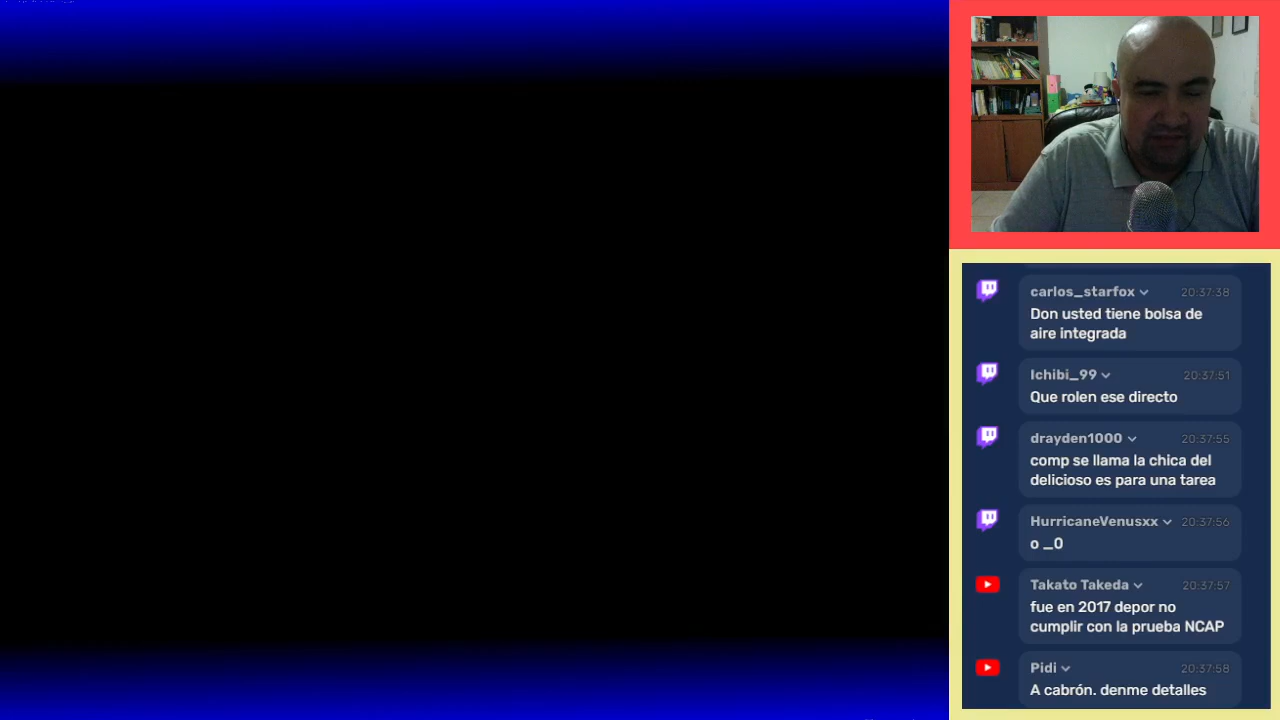 carlos_starfox 20:37:38
Don usted tiene bolsa de
aire integrada
Ichibi_99 20:37:51
Que rolen ese directo
drayden1000 20:37:55
comp se llama la chica del
delicioso es para una tarea
HurricaneVenusxx 20:37:56
o _0
Takato Takeda 20:37:57
fue en 2017 depor no
cumplir con la prueba NCAP
Pidi 20:37:58
A cabrón. denme detalles